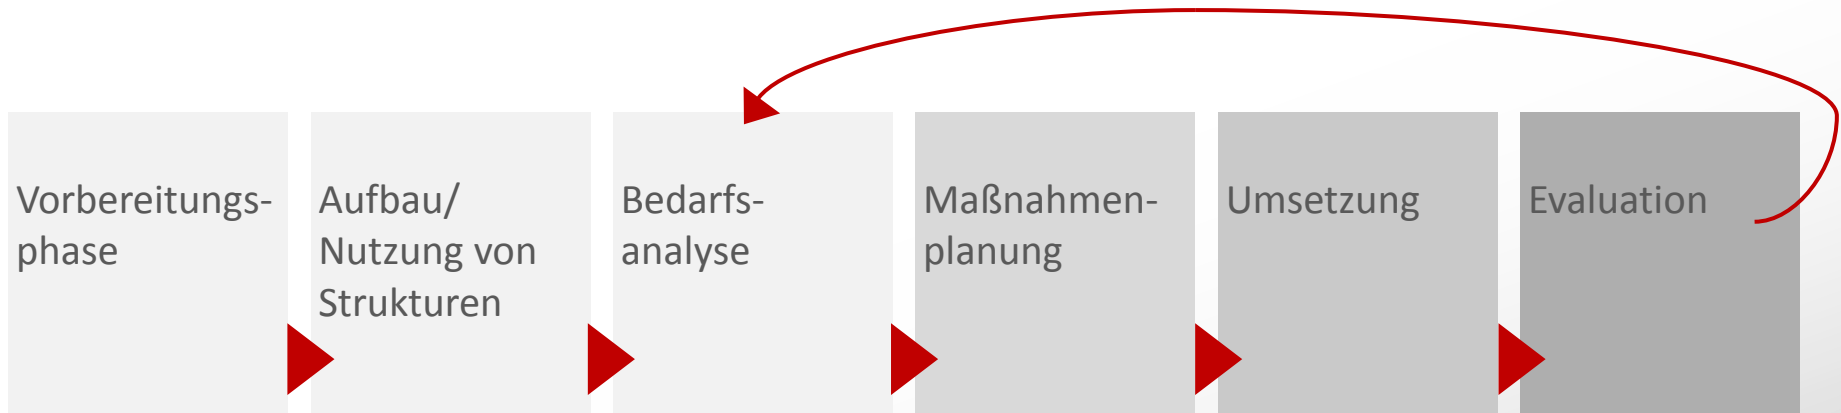 Vorbereitungs-
phase
Aufbau/
Nutzung von
Strukturen
Bedarfs-
analyse
Maßnahmen-
planung
Umsetzung
Evaluation